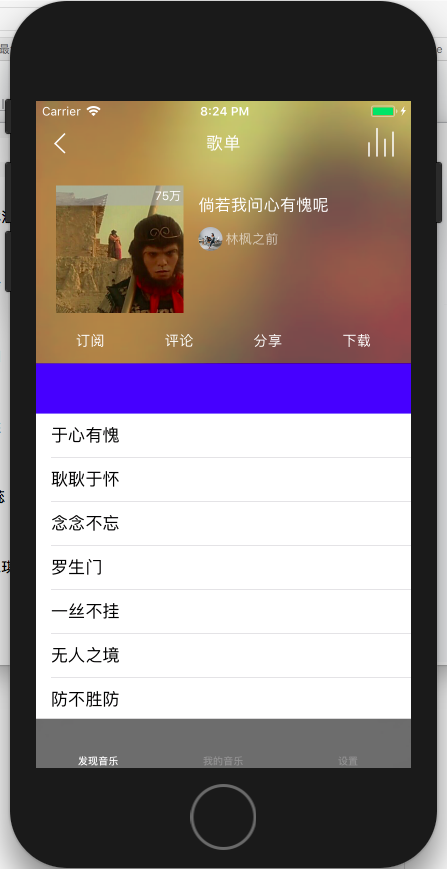 Carrier 8:24 PM
歌单
75万
倘若我问心有愧呢
林枫之前
订阅 评论 分享 下载
于心有愧
耿耿于怀
念念不忘
罗生门
一丝不挂
无人之境
防不胜防
发现音乐 我的音乐 设置